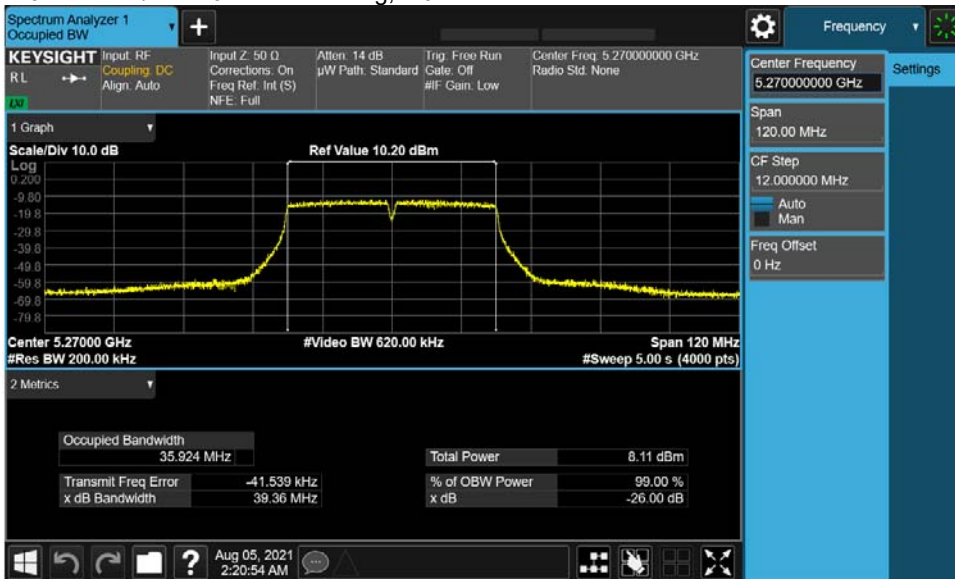 Spectrum Analyzer 1
Occupied BW
Frequency
KEYSIGHT
RL
LXI
Input: RF
Coupling: DC
Align: Auto
Input Z: 50 Ω
Corrections: On
Freq Ref: Int (S)
NFE: Full
Atten: 14 dB
µW Path: Standard
Trig: Free Run
Gate: Off
#IF Gain: Low
Center Freq: 5.270000000 GHz
Radio Std: None
Center Frequency
5.270000000 GHz
Settings
Span
120.00 MHz
CF Step
12.000000 MHz
Auto
Man
Freq Offset
0 Hz
1 Graph
Scale/Div 10.0 dB
Ref Value 10.20 dBm
Log
0.200
-9.80
-19.8
-29.8
-39.8
-49.8
-59.8
-69.8
-79.8
Center 5.27000 GHz
#Video BW 620.00 kHz
Span 120 MHz
#Res BW 200.00 kHz
#Sweep 5.00 s (4000 pts)
2 Metrics
Occupied Bandwidth
35.924 MHz
Total Power 8.11 dBm
Transmit Freq Error -41.539 kHz
% of OBW Power 99.00 %
x dB Bandwidth 39.36 MHz
x dB -26.00 dB
?
Aug 05, 2021
2:20:54 AM